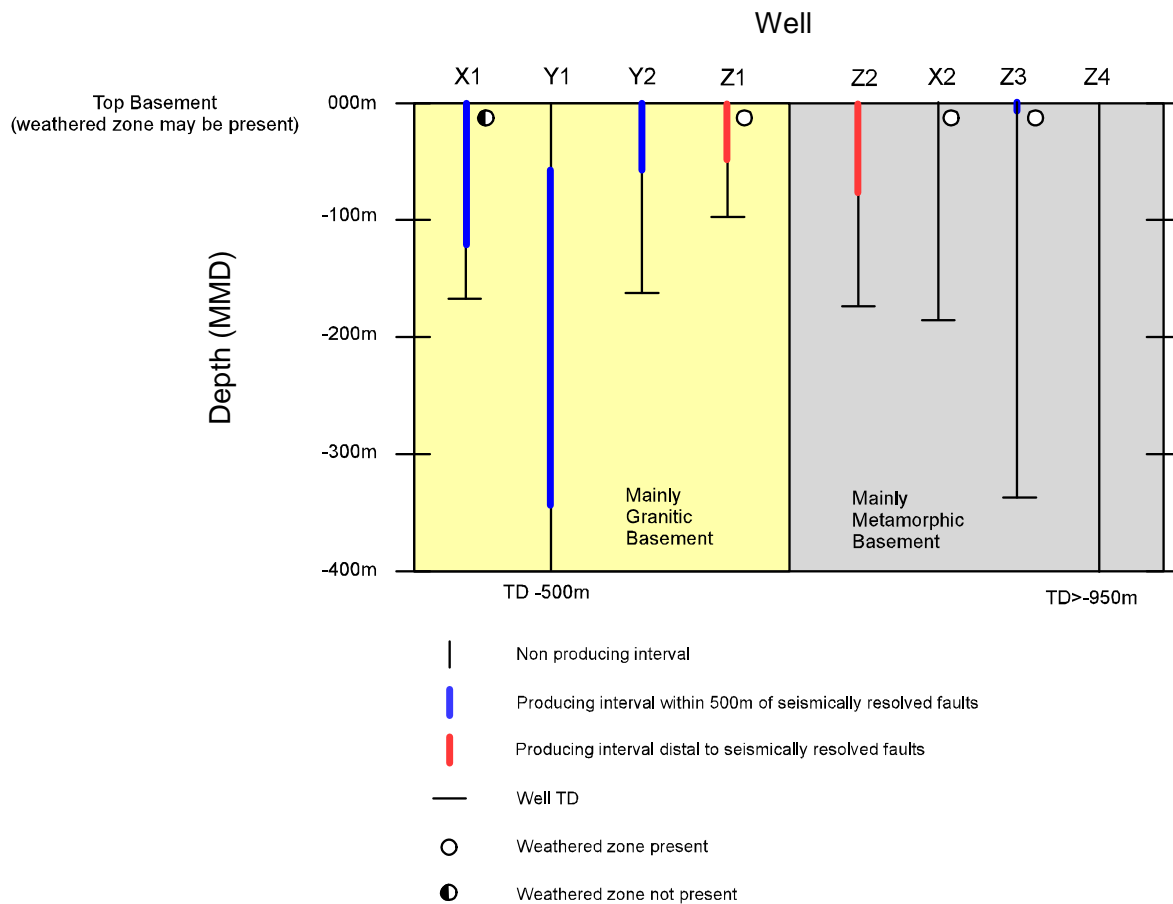 Well
X1 Y1 Y2 Z1 Z2 X2 Z3 Z4
Top Basement
(weathered zone may be present)
000m
-100m
-200m
-300m
-400m
Depth (MMD)
Mainly
Granitic
Basement
Mainly
Metamorphic
Basement
TD -500m
TD>-950m
Non producing interval
Producing interval within 500m of seismically resolved faults
Producing interval distal to seismically resolved faults
Well TD
Weathered zone present
Weathered zone not present